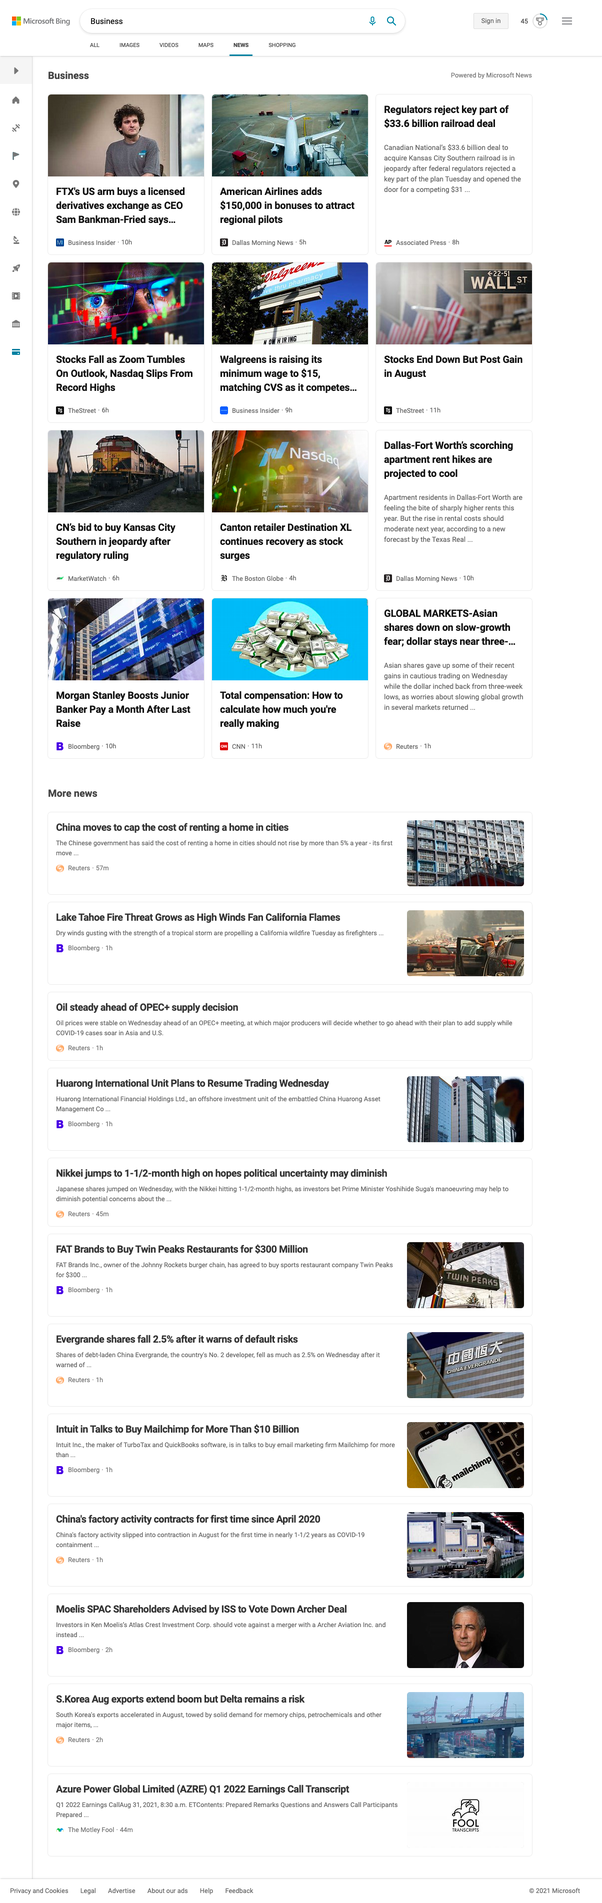 Microsoft Bing
Business
Sign in
45
ALL IMAGES VIDEOS MAPS NEWS SHOPPING
Business
Powered by Microsoft News
FTX's US arm buys a licensed
derivatives exchange as CEO
Sam Bankman-Fried says...
Business Insider · 10h
American Airlines adds
$150,000 in bonuses to attract
regional pilots
Dallas Morning News · 5h
Regulators reject key part of
$33.6 billion railroad deal
Canadian National's $33.6 billion deal to
acquire Kansas City Southern railroad is in
jeopardy after federal regulators rejected a
key part of the plan Tuesday and opened the
door for a competing $31 ...
AP Associated Press · 8h
Stocks Fall as Zoom Tumbles
On Outlook, Nasdaq Slips From
Record Highs
TheStreet · 6h
Walgreens
Walgreens is raising its
minimum wage to $15,
matching CVS as it competes...
Business Insider · 9h
WALL ST
Stocks End Down But Post Gain
in August
TheStreet · 11h
CN's bid to buy Kansas City
Southern in jeopardy after
regulatory ruling
MarketWatch · 6h
Nasdaq
Canton retailer Destination XL
continues recovery as stock
surges
The Boston Globe · 4h
Dallas-Fort Worth's scorching
apartment rent hikes are
projected to cool
Apartment residents in Dallas-Fort Worth are
feeling the bite of sharply higher rents this
year. But the rise in rental costs should
moderate next year, according to a new
forecast by the Texas Real ...
Dallas Morning News · 10h
Morgan Stanley Boosts Junior
Banker Pay a Month After Last
Raise
Bloomberg · 10h
Total compensation: How to
calculate how much you're
really making
CNN · 11h
GLOBAL MARKETS-Asian
shares down on slow-growth
fear; dollar stays near three-...
Asian shares gave up some of their recent
gains in cautious trading on Wednesday
while the dollar inched back from three-week
lows, as worries about slowing global growth
in several markets returned ...
Reuters · 1h
More news
China moves to cap the cost of renting a home in cities
The Chinese government has said the cost of renting a home in cities should not rise by more than 5% a year - its first
move ...
Reuters · 57m
Lake Tahoe Fire Threat Grows as High Winds Fan California Flames
Dry winds gusting with the strength of a tropical storm are propelling a California wildfire Tuesday as firefighters ...
Bloomberg · 1h
Oil steady ahead of OPEC+ supply decision
Oil prices were stable on Wednesday ahead of an OPEC+ meeting, at which major producers will decide whether to go ahead with their plan to add supply while
COVID-19 cases soar in Asia and U.S.
Reuters · 1h
Huarong International Unit Plans to Resume Trading Wednesday
Huarong International Financial Holdings Ltd., an offshore investment unit of the embattled China Huarong Asset
Management Co ...
Bloomberg · 1h
Nikkei jumps to 1-1/2-month high on hopes political uncertainty may diminish
Japanese shares jumped on Wednesday, with the Nikkei hitting 1-1/2-month highs, as investors bet Prime Minister Yoshihide Suga's manoeuvring may help to
diminish potential concerns about the ...
Reuters · 45m
FAT Brands to Buy Twin Peaks Restaurants for $300 Million
FAT Brands Inc., owner of the Johnny Rockets burger chain, has agreed to buy sports restaurant company Twin Peaks
for $300 ...
Bloomberg · 1h
CASTRO
TWIN PEAKS
Evergrande shares fall 2.5% after it warns of default risks
Shares of debt-laden China Evergrande, the country's No. 2 developer, fell as much as 2.5% on Wednesday after it
warned of ...
Reuters · 1h
中國恒大
CHINA EVERGRANDE
Intuit in Talks to Buy Mailchimp for More Than $10 Billion
Intuit Inc., the maker of TurboTax and QuickBooks software, is in talks to buy email marketing firm Mailchimp for more
than ...
Bloomberg · 1h
mailchimp
China's factory activity contracts for first time since April 2020
China's factory activity slipped into contraction in August for the first time in nearly 1-1/2 years as COVID-19
containment ...
Reuters · 1h
Moelis SPAC Shareholders Advised by ISS to Vote Down Archer Deal
Investors in Ken Moelis's Atlas Crest Investment Corp. should vote against a merger with a Archer Aviation Inc. and
instead ...
Bloomberg · 2h
S.Korea Aug exports extend boom but Delta remains a risk
South Korea's exports accelerated in August, towed by solid demand for memory chips, petrochemicals and other
major items, ...
Reuters · 2h
Azure Power Global Limited (AZRE) Q1 2022 Earnings Call Transcript
Q1 2022 Earnings CallAug 31, 2021, 8:30 a.m. ETContents: Prepared Remarks Questions and Answers Call Participants
Prepared ...
The Motley Fool · 44m
FOOL
TRANSCRIPTS
Privacy and Cookies Legal Advertise About our ads Help Feedback
© 2021 Microsoft